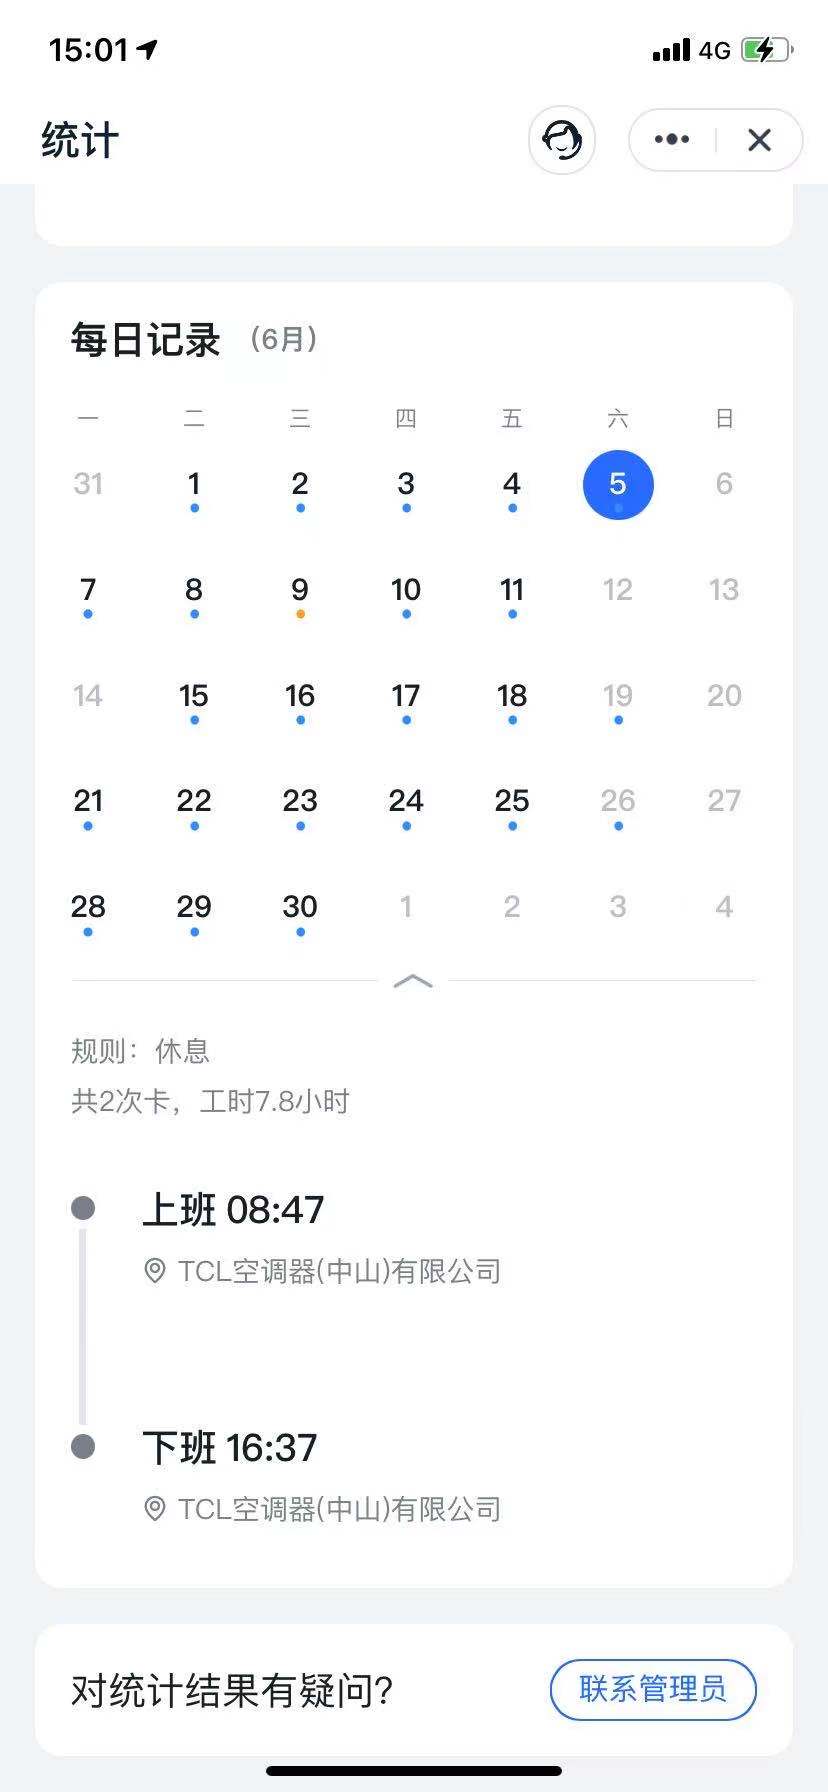 15:01 4G
统计
每日记录 (6月)
一 二 三 四 五 六 日
31 1 2 3 4 5 6
7 8 9 10 11 12 13
14 15 16 17 18 19 20
21 22 23 24 25 26 27
28 29 30 1 2 3 4
规则：休息
共2次卡，工时7.8小时
上班 08:47
TCL空调器(中山)有限公司
下班 16:37
TCL空调器(中山)有限公司
对统计结果有疑问? 联系管理员